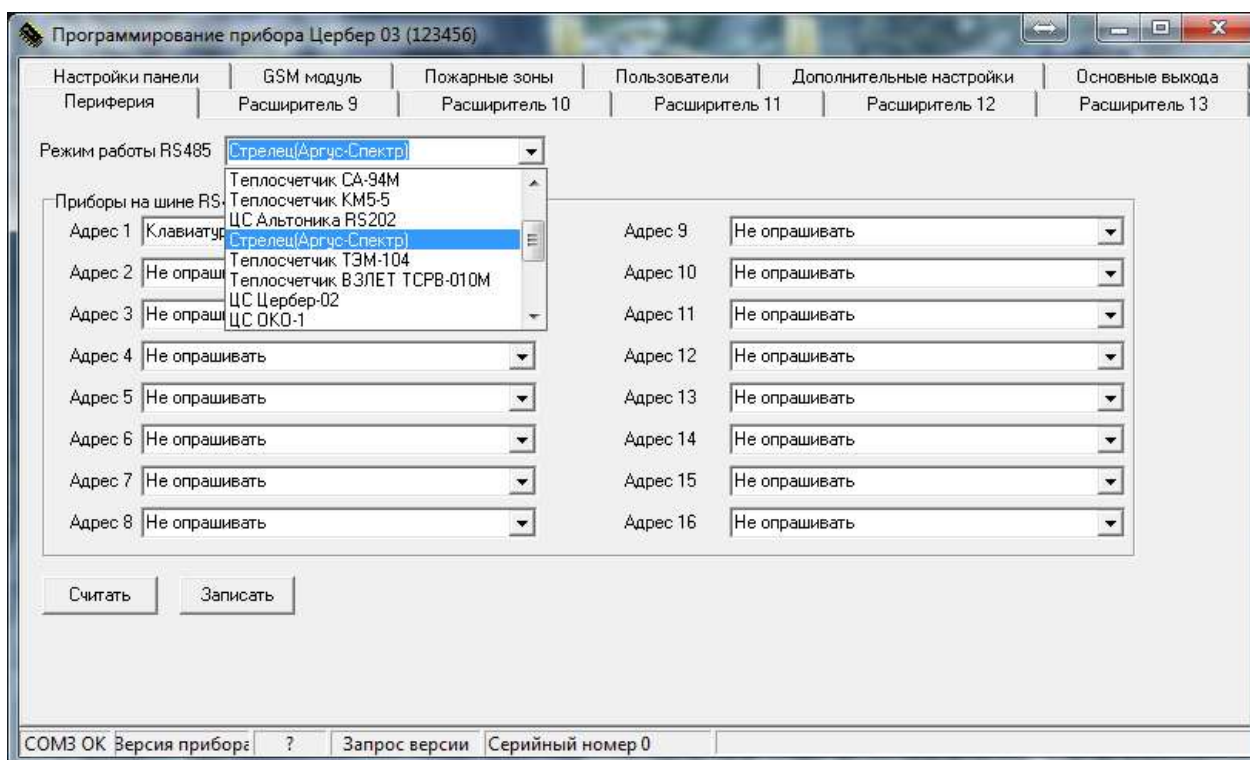 Программирование прибора Цербер 03 (123456)
Настройки панели GSM модуль Пожарные зоны Пользователи Дополнительные настройки Основные выхода
Периферия Расширитель 9 Расширитель 10 Расширитель 11 Расширитель 12 Расширитель 13
Режим работы RS485 Стрелец(Аргус-Спектр)
Теплосчетчик СА-94М
Теплосчетчик КМ5-5
ЦС Альтоника RS202
Стрелец(Аргус-Спектр)
Теплосчетчик ТЭМ-104
Теплосчетчик ВЗЛЕТ ТСРВ-010М
ЦС Цербер-02
ЦС ОКО-1
Приборы на шине
Адрес 1 Адрес 9 Не опрашивать
Адрес 2 Не Адрес 10 Не опрашивать
Адрес 3 Не Адрес 11 Не опрашивать
Адрес 4 Не опрашивать Адрес 12 Не опрашивать
Адрес 5 Не опрашивать Адрес 13 Не опрашивать
Адрес 6 Не опрашивать Адрес 14 Не опрашивать
Адрес 7 Не опрашивать Адрес 15 Не опрашивать
Адрес 8 Не опрашивать Адрес 16 Не опрашивать
Считать Записать
COM3 OK Версия прибора ? Запрос версии Серийный номер 0